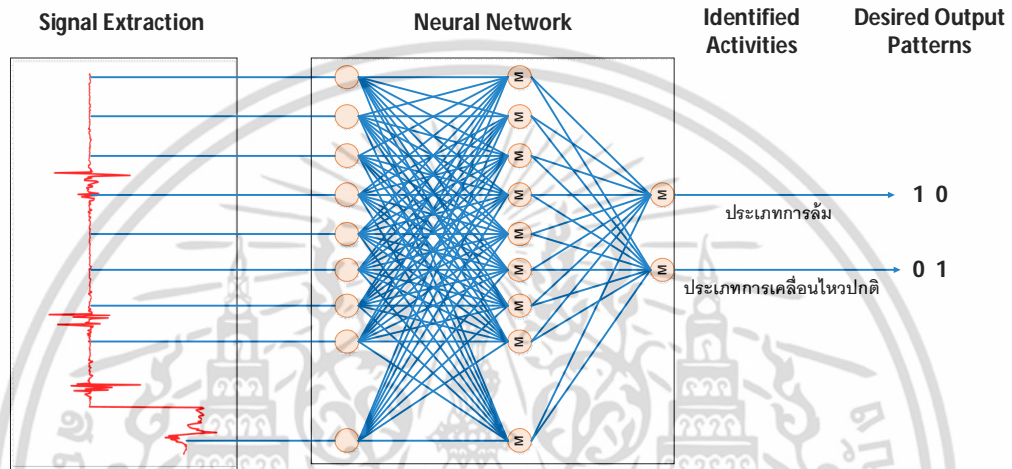 Signal Extraction
Neural Network
Identified
Activities
Desired Output
Patterns
M
M
M
M
M
M
M
M
M
M
M
ประเภทการล้ม
1 0
ประเภทการเคลื่อนไหวปกติ
0 1